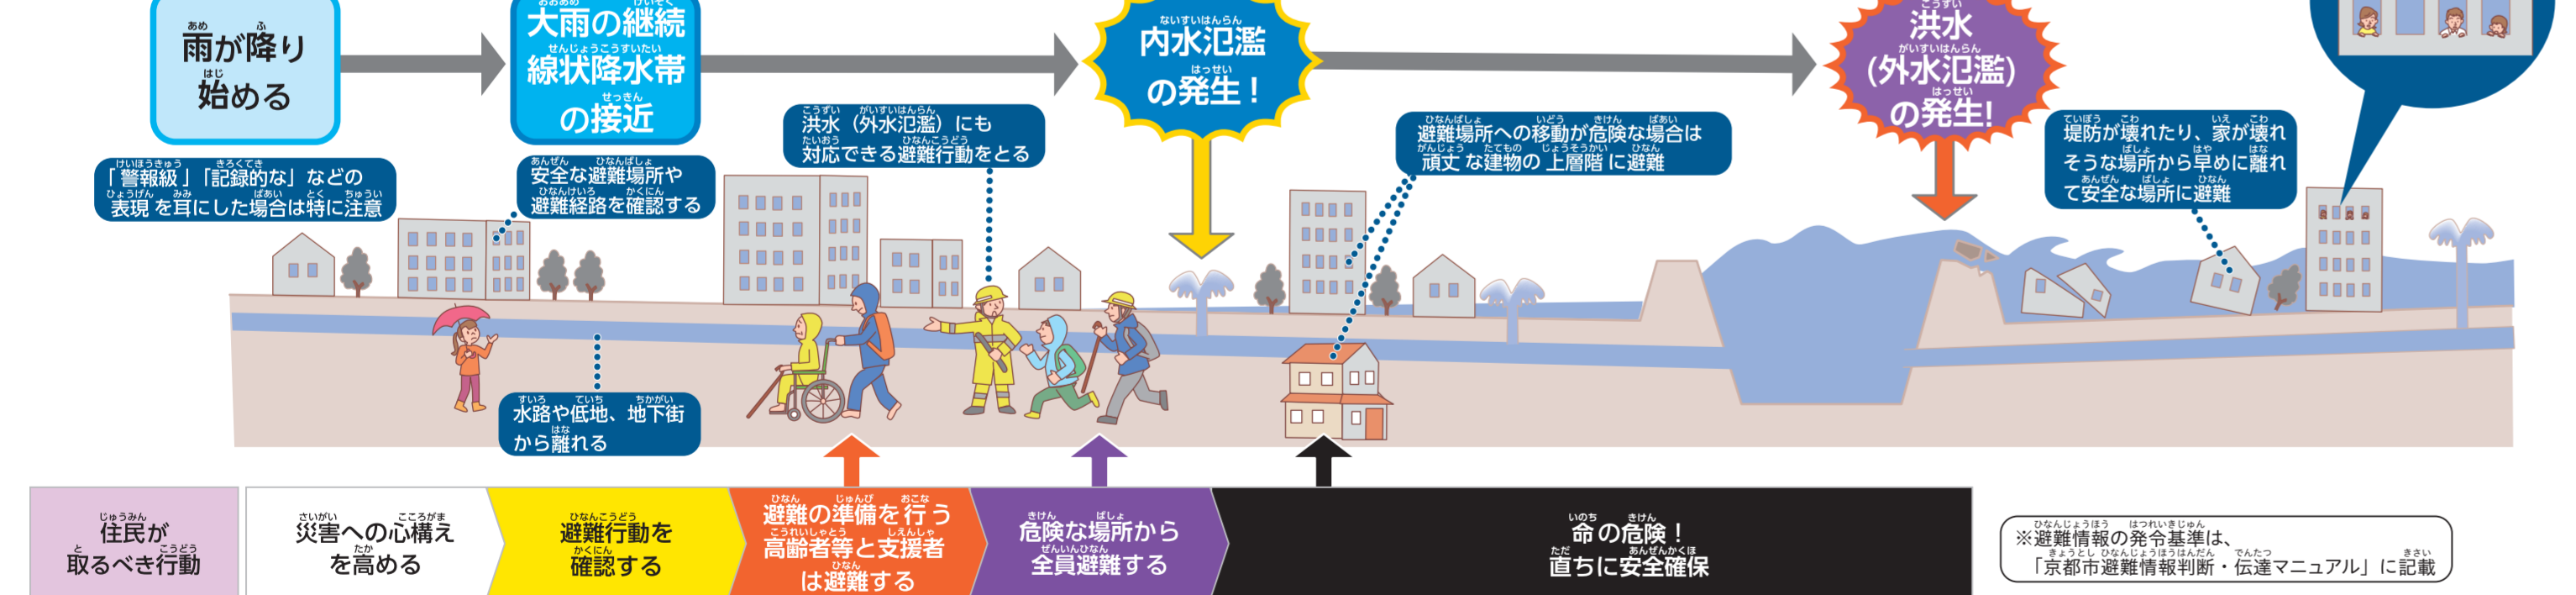 雨が降り
始める
大雨の継続
線状降水帯
の接近
内水氾濫
の発生！
洪水
(外水氾濫)
の発生!
「警報級」「記録的な」などの
表現を耳にした場合は特に注意
安全な避難場所や
避難経路を確認する
洪水（外水氾濫）にも
対応できる避難行動をとる
避難場所への移動が危険な場合は
頑丈な建物の上層階に避難
堤防が壊れたり、家が壊れ
そうな場所から早めに離れ
て安全な場所に避難
水路や低地、地下街
から離れる
住民が
取るべき行動
災害への心構え
を高める
避難行動を
確認する
避難の準備を行う
高齢者等と支援者
は避難する
危険な場所から
全員避難する
命の危険！
直ちに安全確保
※避難情報の発令基準は、
「京都市避難情報判断・伝達マニュアル」に記載